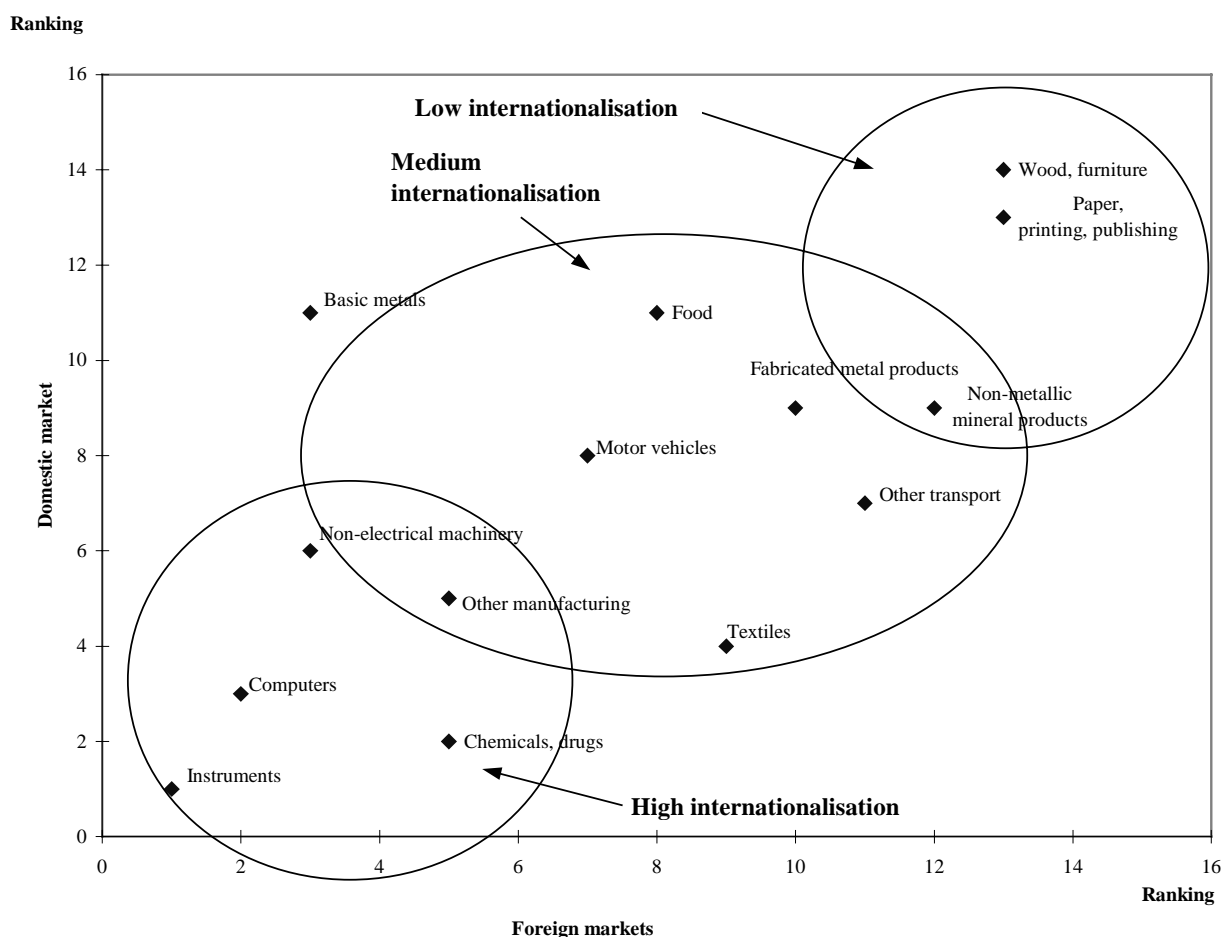 Ranking
16
Low internationalisation
14
Medium
internationalisation
Wood, furniture
Paper,
printing, publishing
12
Basic metals
Food
10
Fabricated metal products
Non-metallic
mineral products
Domestic market
8
Motor vehicles
Other transport
6
Non-electrical machinery
Other manufacturing
4
Textiles
Computers
2
Chemicals, drugs
Instruments
High internationalisation
0
0 2 4 6 8 10 12 14 16
Ranking
Foreign markets